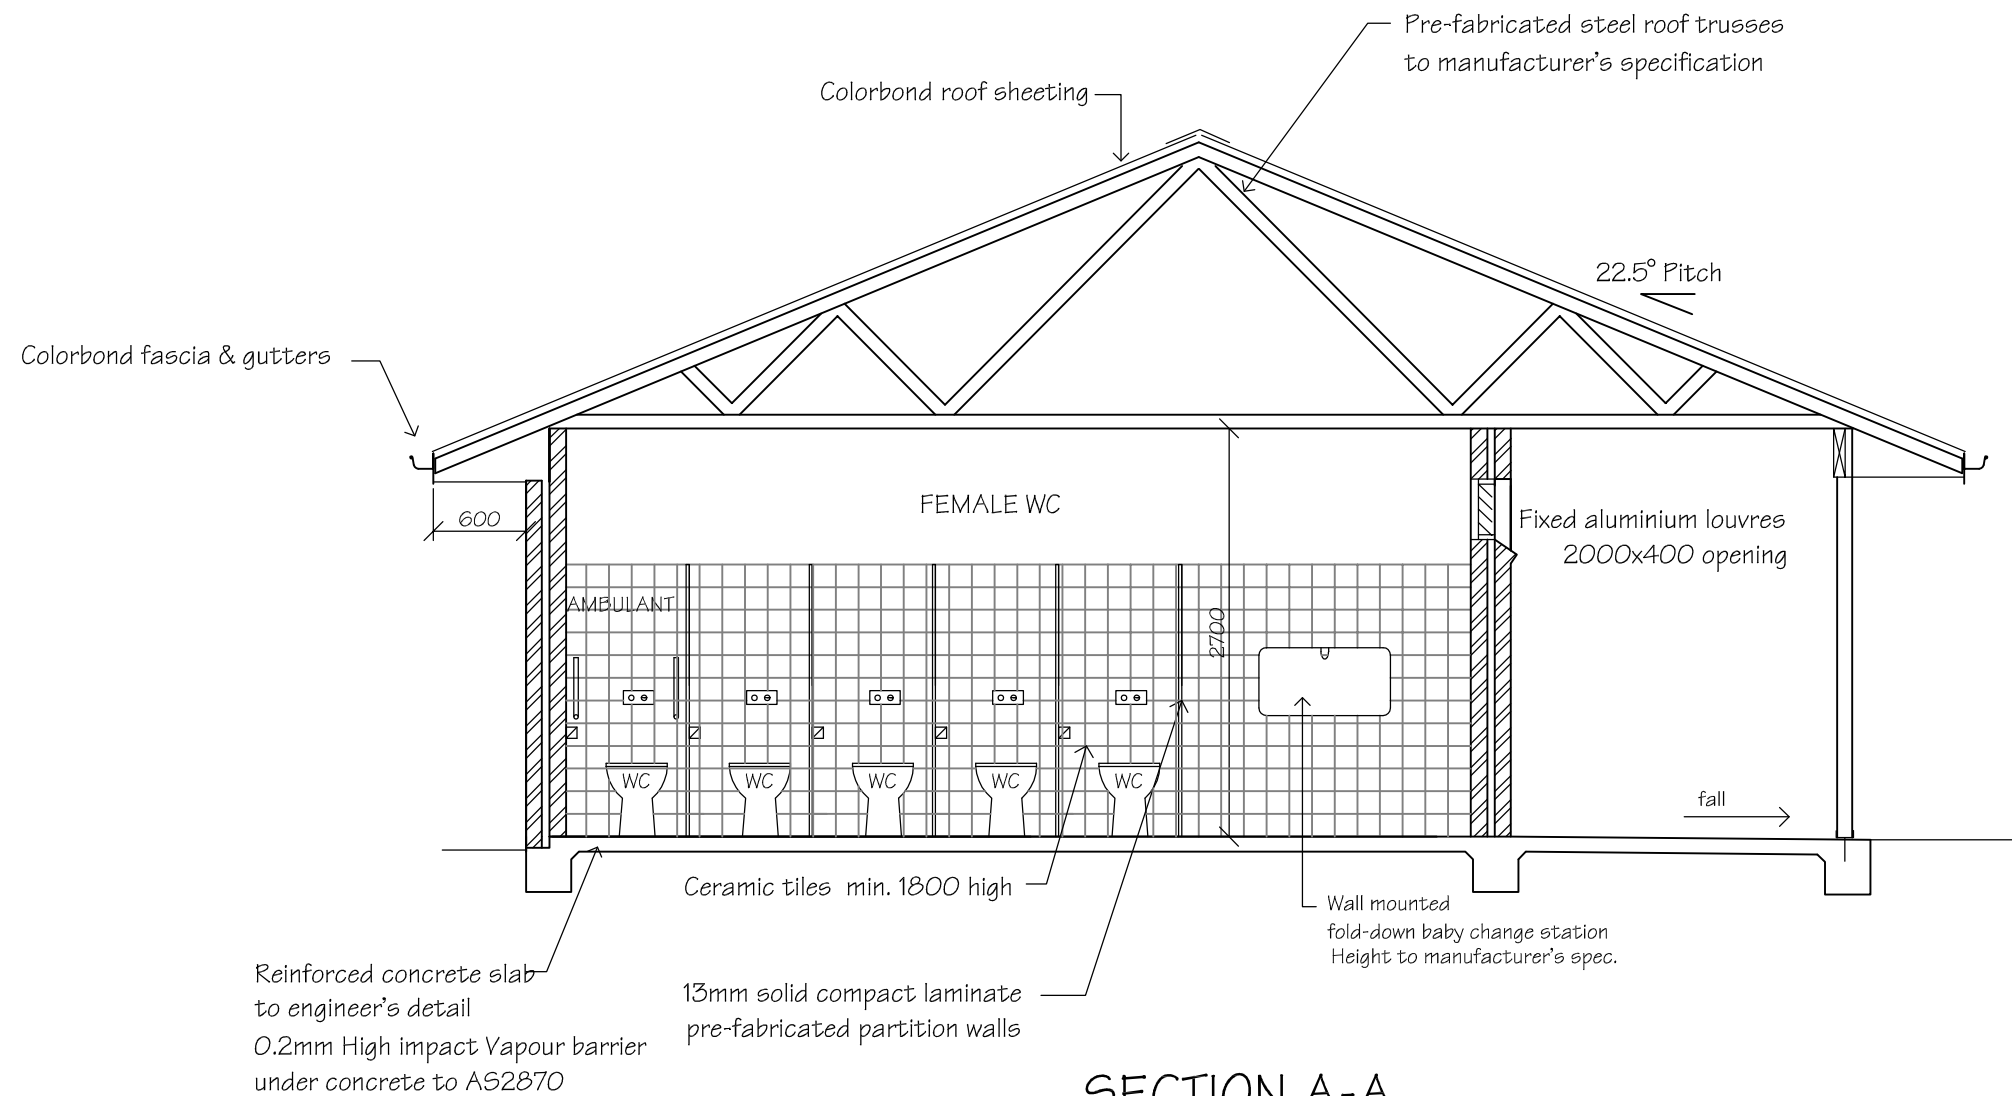 Pre-fabricated steel roof trusses
to manufacturer's specification
Colorbond roof sheeting
22.5° Pitch
Colorbond fascia & gutters
600
FEMALE WC
Fixed aluminium louvres
2000x400 opening
AMBULANT
2700
WC
WC
WC
WC
WC
fall
Ceramic tiles min. 1800 high
Wall mounted
fold-down baby change station
Height to manufacturer's spec.
Reinforced concrete slab
to engineer's detail
0.2mm High impact Vapour barrier
under concrete to AS2870
13mm solid compact laminate
pre-fabricated partition walls
SECTION A-A